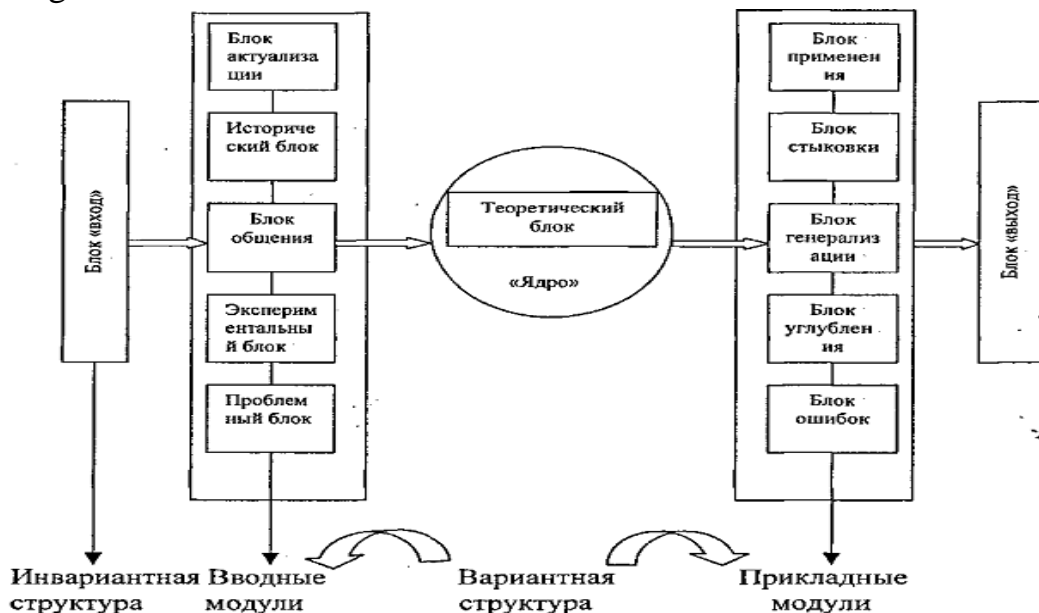 Блок
актуализа
ции
Историче
ский блок
Блок
общения
Эксперим
ентальны
й блок
Проблем
ный блок
Блок «вход»
Теоретический
блок
«Ядро»
Блок
применен
ия
Блок
стыковки
Блок
генерализ
ации
Блок
углублен
ия
Блок
ошибок
Блок «выход»
Инвариантная
структура
Вводные
модули
Вариантная
структура
Прикладные
модули